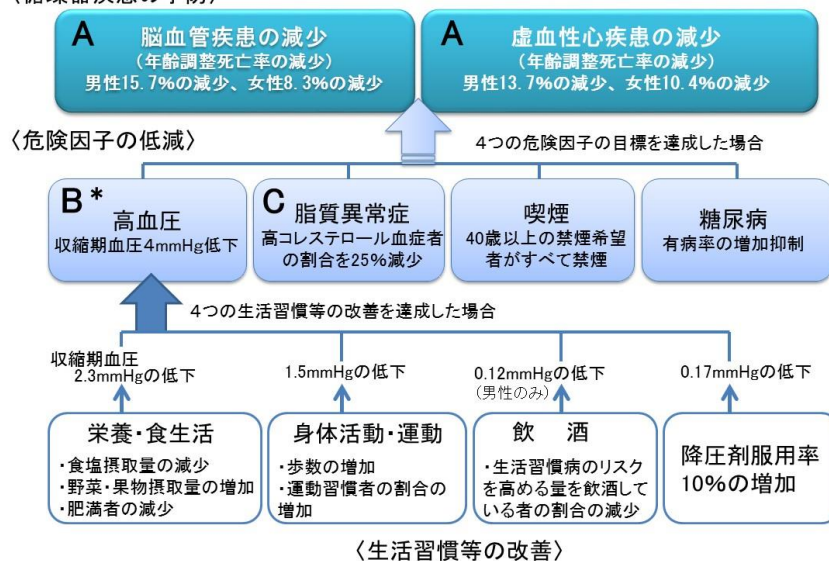 A
脳血管疾患の減少
（年齢調整死亡率の減少）
男性15.7%の減少、女性8.3%の減少
A
虚血性心疾患の減少
（年齢調整死亡率の減少）
男性13.7%の減少、女性10.4%の減少
〈危険因子の低減〉
4つの危険因子の目標を達成した場合
B*
高血圧
収縮期血圧4mmHg低下
C
脂質異常症
高コレステロール血症者
の割合を25%減少
喫煙
40歳以上の禁煙希望
者がすべて禁煙
糖尿病
有病率の増加抑制
4つの生活習慣等の改善を達成した場合
収縮期血圧
2.3mmHgの低下
1.5mmHgの低下
0.12mmHgの低下
(男性のみ)
0.17mmHgの低下
栄養・食生活
・食塩摂取量の減少
・野菜・果物摂取量の増加
・肥満者の減少
身体活動・運動
・歩数の増加
・運動習慣者の割合の
増加
飲 酒
・生活習慣病のリスク
を高める量を飲酒して
いる者の割合の減少
降圧剤服用率
10%の増加
〈生活習慣等の改善〉